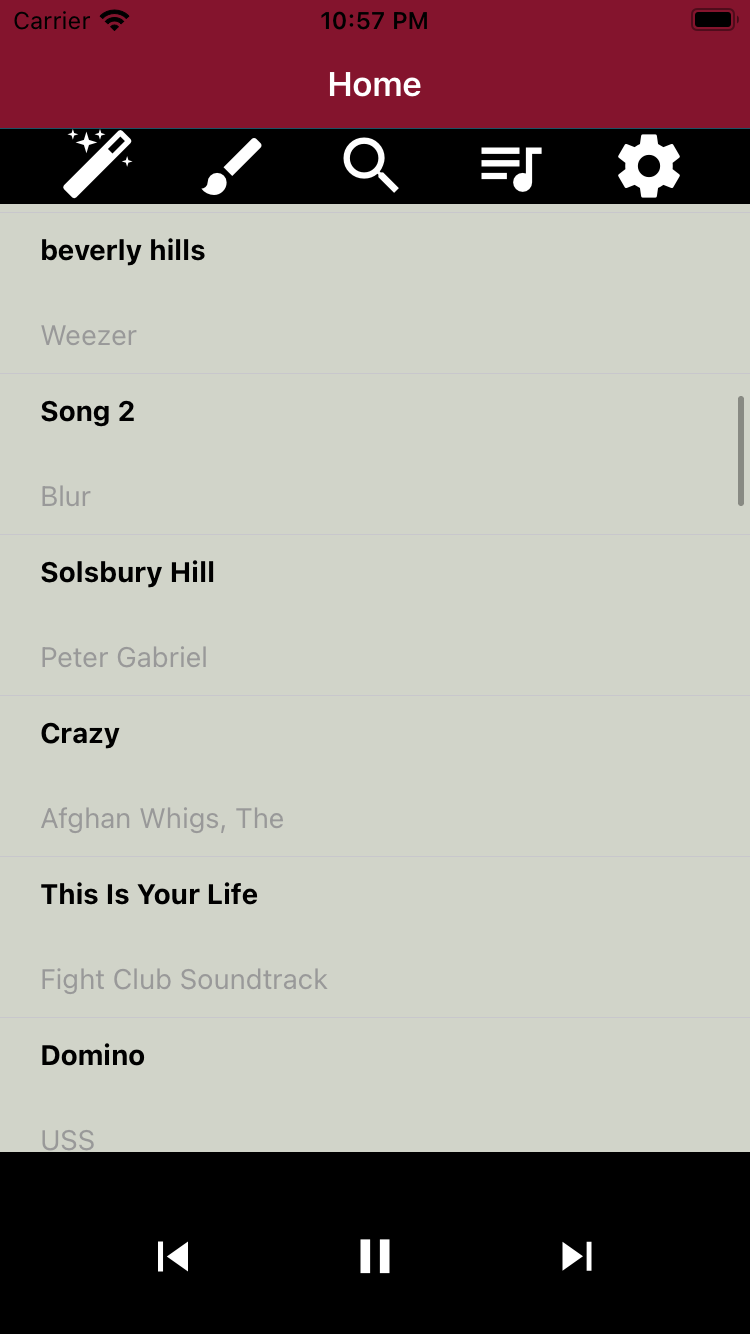 Carrier 10:57 PM
Home
beverly hills
Weezer
Song 2
Blur
Solsbury Hill
Peter Gabriel
Crazy
Afghan Whigs, The
This Is Your Life
Fight Club Soundtrack
Domino
USS